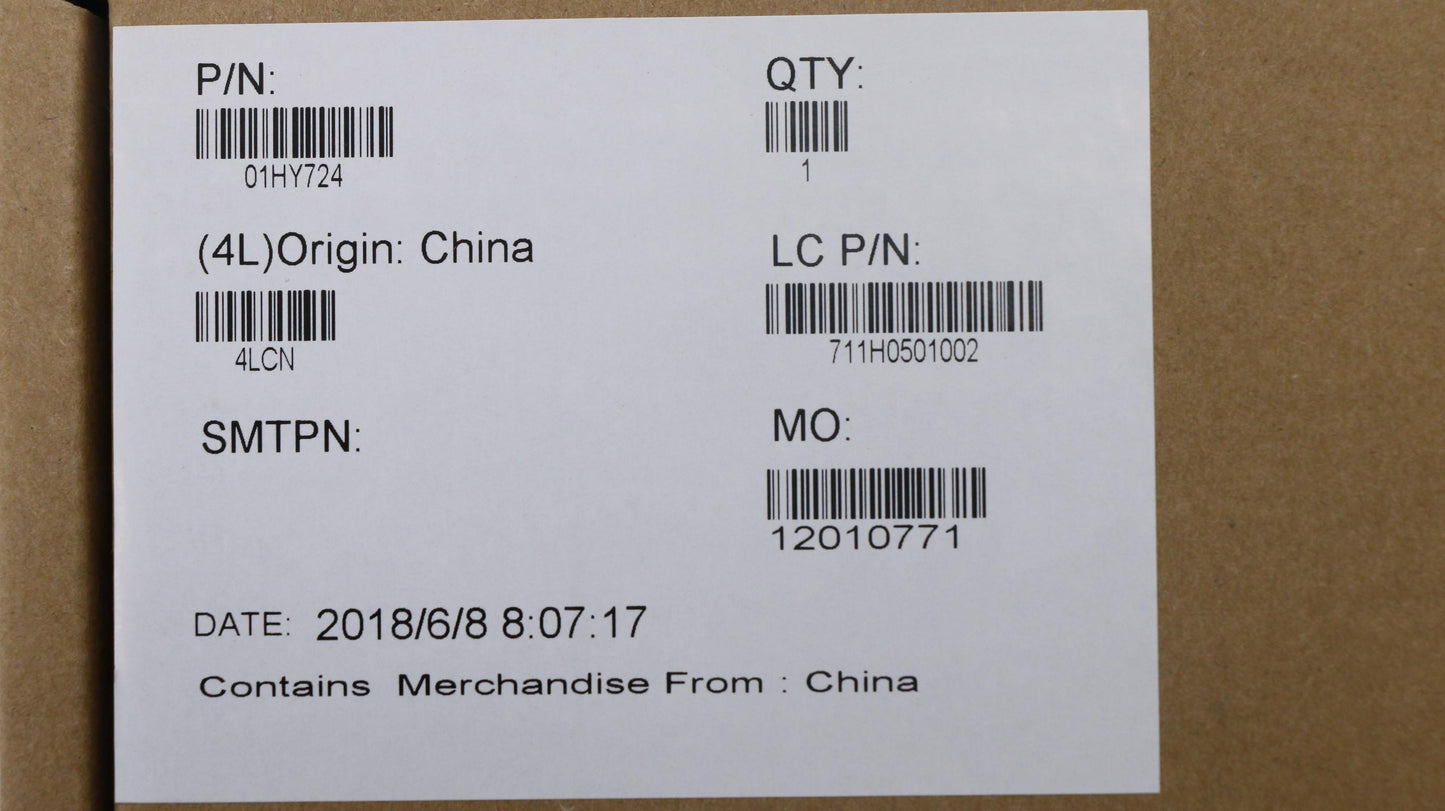 P/N:
01HY724
QTY:
1
(4L)Origin: China
4LCN
LC P/N:
711H0501002
SMTPN:
MO:
12010771
DATE: 2018/6/8 8:07:17
Contains Merchandise From : China